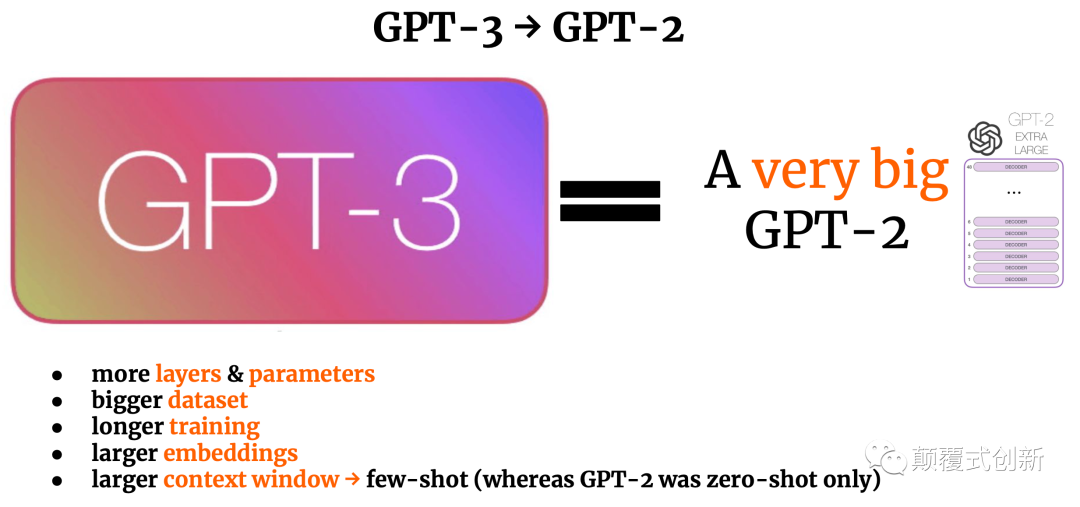 GPT-3 → GPT-2
GPT-3
=
A very big
GPT-2
GPT-2
EXTRA
LARGE
48 DECODER
...
6 DECODER
5 DECODER
4 DECODER
3 DECODER
2 DECODER
1 DECODER
● more layers & parameters
● bigger dataset
● longer training
● larger embeddings
● larger context window → few-shot (whereas GPT-2 was zero-shot only)
颠覆式创新